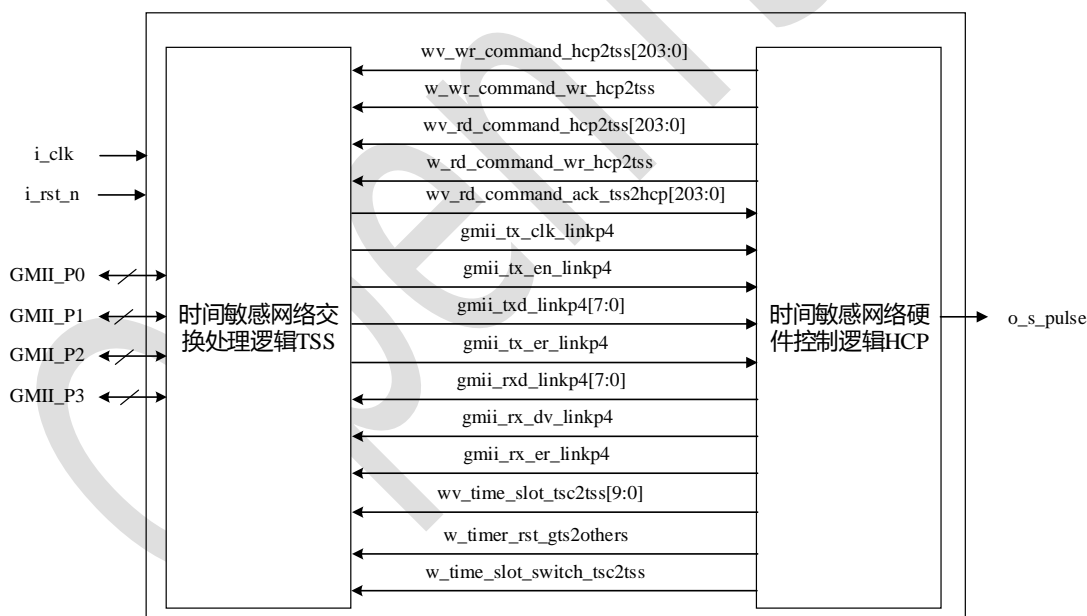 wv_wr_command_hcp2tss[203:0]
w_wr_command_wr_hcp2tss
wv_rd_command_hcp2tss[203:0]
w_rd_command_wr_hcp2tss
wv_rd_command_ack_tss2hcp[203:0]
gmii_tx_clk_linkp4
gmii_tx_en_linkp4
gmii_txd_linkp4[7:0]
gmii_tx_er_linkp4
gmii_rxd_linkp4[7:0]
gmii_rx_dv_linkp4
gmii_rx_er_linkp4
wv_time_slot_tsc2tss[9:0]
w_timer_rst_gts2others
w_time_slot_switch_tsc2tss
i_clk
i_rst_n
GMII_P0
GMII_P1
GMII_P2
GMII_P3
时间敏感网络交
换处理逻辑TSS
时间敏感网络硬
件控制逻辑HCP
o_s_pulse